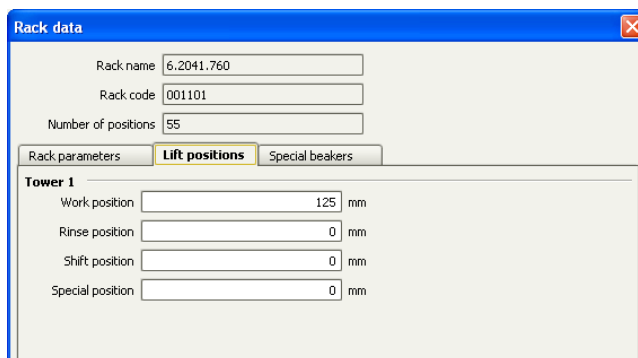 Rack data
Rack name 6.2041.760
Rack code 001101
Number of positions 55
Rack parameters Lift positions Special beakers
Tower 1
Work position 125 mm
Rinse position 0 mm
Shift position 0 mm
Special position 0 mm